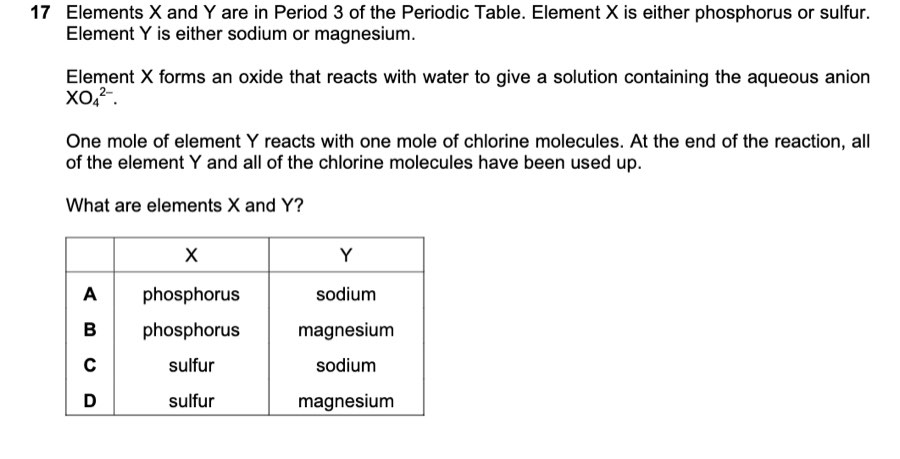 17 Elements X and Y are in Period 3 of the Periodic Table. Element X is either phosphorus or sulfur.
Element Y is either sodium or magnesium.
Element X forms an oxide that reacts with water to give a solution containing the aqueous anion
XO₄²⁻.
One mole of element Y reacts with one mole of chlorine molecules. At the end of the reaction, all
of the element Y and all of the chlorine molecules have been used up.
What are elements X and Y?
X Y
A phosphorus sodium
B phosphorus magnesium
C sulfur sodium
D sulfur magnesium